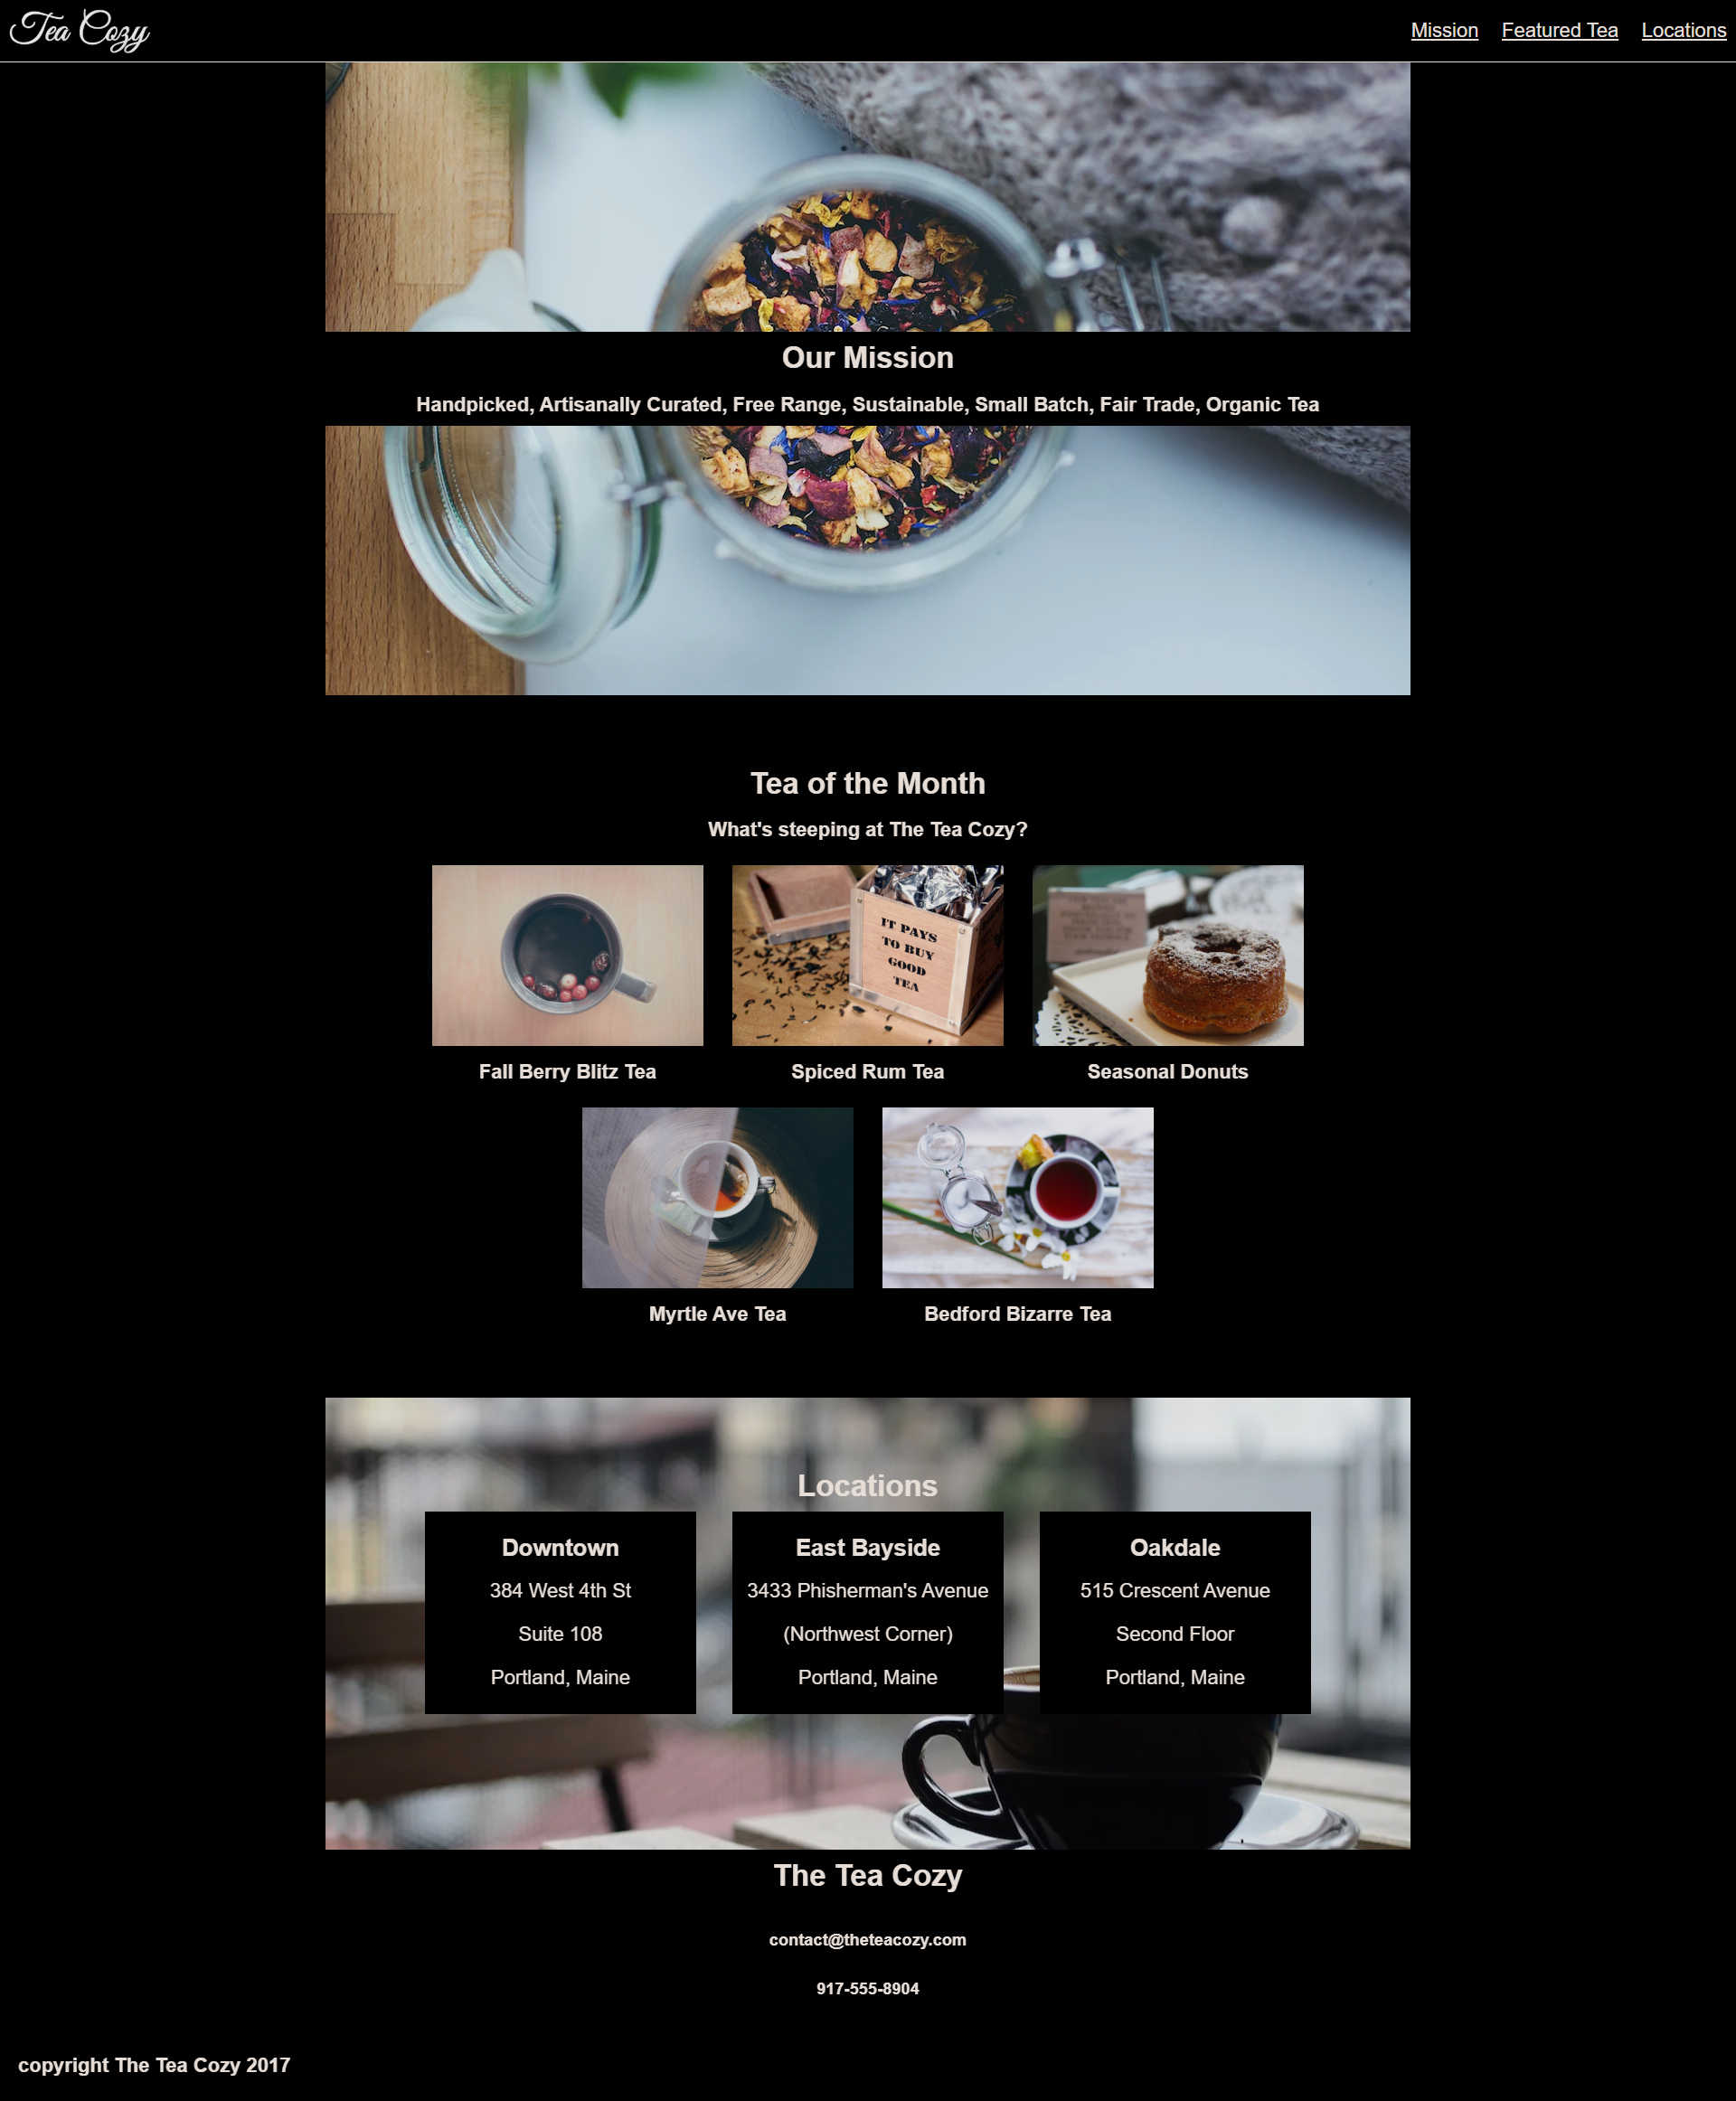 Tea Cozy
Mission Featured Tea Locations
Our Mission
Handpicked, Artisanally Curated, Free Range, Sustainable, Small Batch, Fair Trade, Organic Tea
Tea of the Month
What's steeping at The Tea Cozy?
IT PAYS
TO BUY
GOOD
TEA
Fall Berry Blitz Tea
Spiced Rum Tea
Seasonal Donuts
Myrtle Ave Tea
Bedford Bizarre Tea
Locations
Downtown
384 West 4th St
Suite 108
Portland, Maine
East Bayside
3433 Phisherman's Avenue
(Northwest Corner)
Portland, Maine
Oakdale
515 Crescent Avenue
Second Floor
Portland, Maine
The Tea Cozy
contact@theteacozy.com
917-555-8904
copyright The Tea Cozy 2017